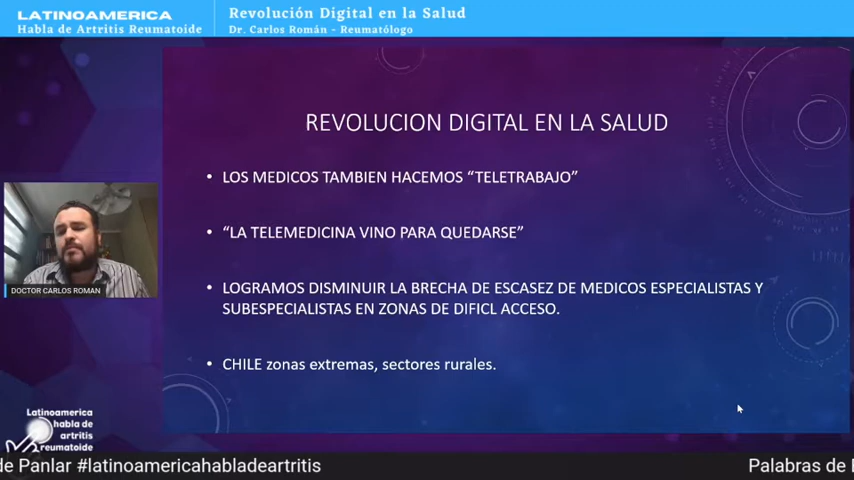 LATINOAMERICA
Habla de Artritis Reumatoide
Revolución Digital en la Salud
Dr. Carlos Román - Reumatólogo
REVOLUCION DIGITAL EN LA SALUD
• LOS MEDICOS TAMBIEN HACEMOS “TELETRABAJO”
• “LA TELEMEDICINA VINO PARA QUEDARSE”
• LOGRAMOS DISMINUIR LA BRECHA DE ESCASEZ DE MEDICOS ESPECIALISTAS Y
SUBESPECIALISTAS EN ZONAS DE DIFICL ACCESO.
• CHILE zonas extremas, sectores rurales.
DOCTOR CARLOS ROMAN
Latinoamerica
habla de
artritis
reumatoide
de Panlar #latinoamericahabladeartritis
Palabras de